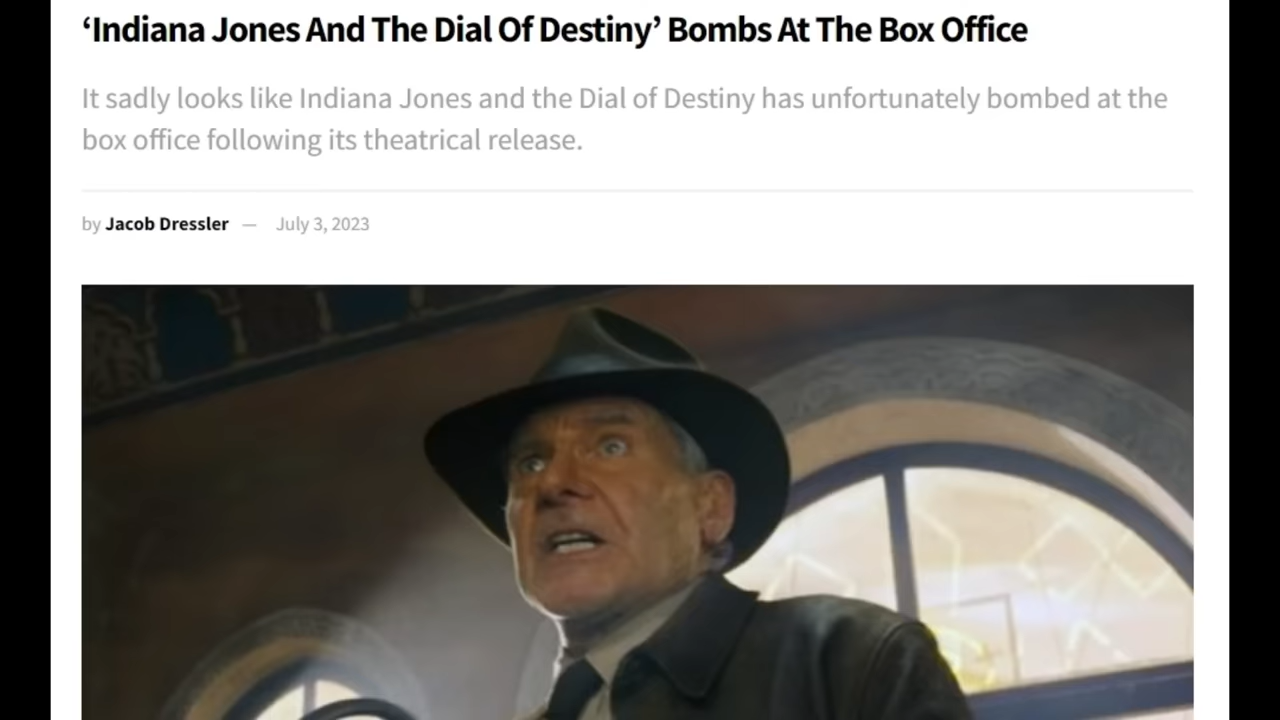 ‘Indiana Jones And The Dial Of Destiny’ Bombs At The Box Office
It sadly looks like Indiana Jones and the Dial of Destiny has unfortunately bombed at the
box office following its theatrical release.
by Jacob Dressler — July 3, 2023